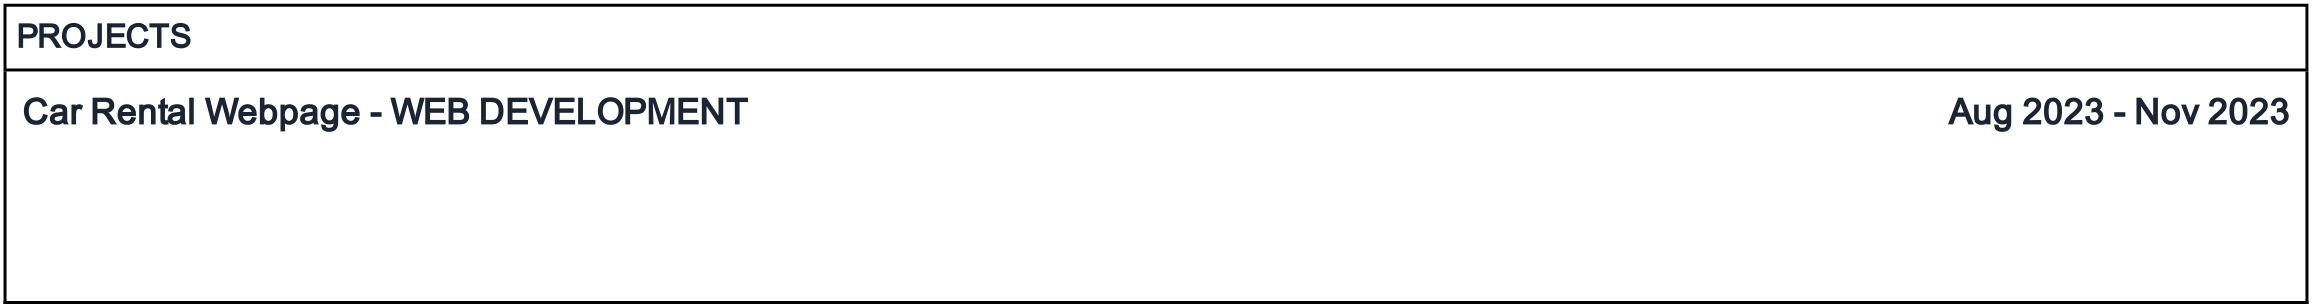 PROJECTS
Car Rental Webpage - WEB DEVELOPMENT Aug 2023 - Nov 2023